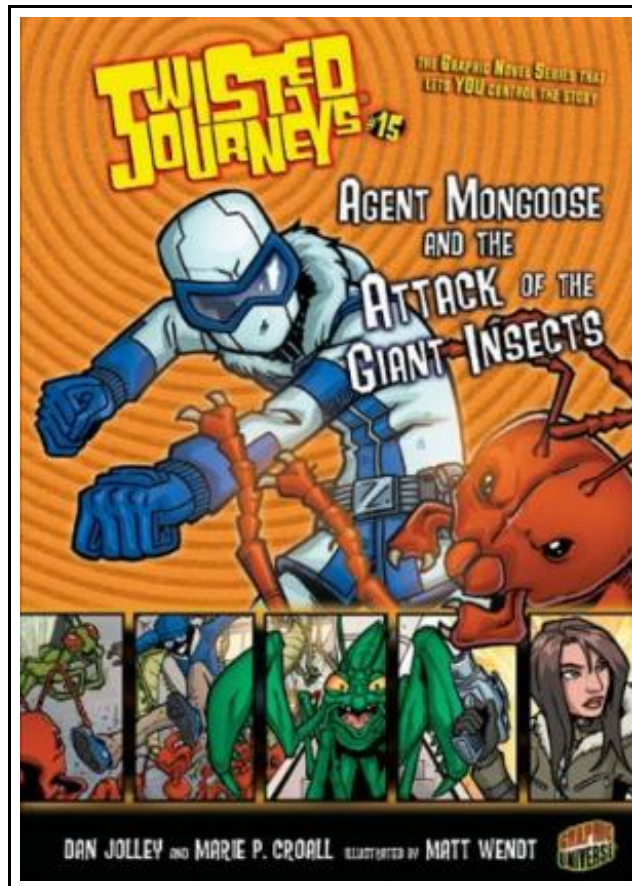 TWISTED
JOURNEYS®
#15
THE GRAPHIC NOVEL SERIES THAT
LETS YOU CONTROL THE STORY
AGENT MONGOOSE
AND THE
ATTACK OF THE
GIANT INSECTS
Z
DAN JOLLEY AND MARIE P. CROALL ILLUSTRATED BY MATT WENDT
GRAPHIC
UNIVERSE